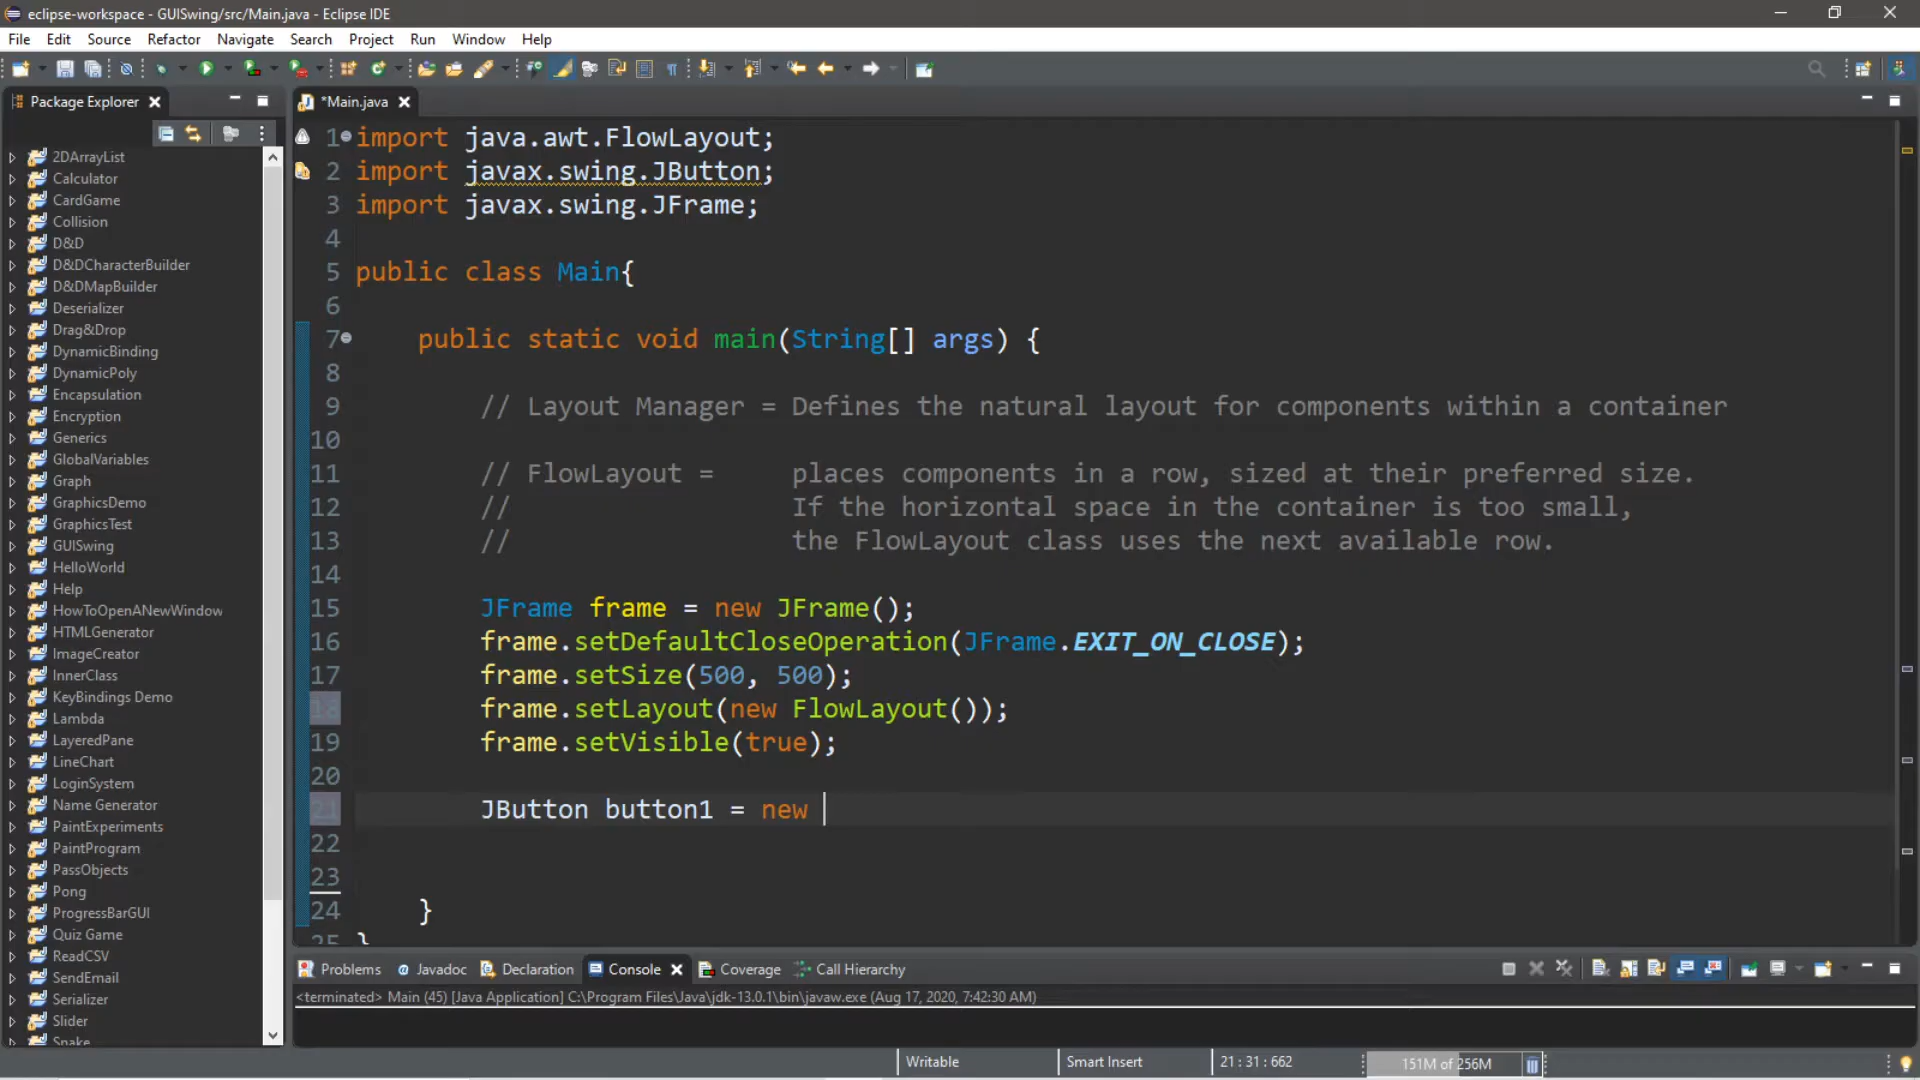 eclipse-workspace - GUISwing/src/Main.java - Eclipse IDE
File Edit Source Refactor Navigate Search Project Run Window Help
Package Explorer
*Main.java
2DArrayList
Calculator
CardGame
Collision
D&D
D&DCharacterBuilder
D&DMapBuilder
Deserializer
Drag&Drop
DynamicBinding
DynamicPoly
Encapsulation
Encryption
Generics
GlobalVariables
Graph
GraphicsDemo
GraphicsTest
GUISwing
HelloWorld
Help
HowToOpenANewWindow
HTMLGenerator
ImageCreator
InnerClass
KeyBindings Demo
Lambda
LayeredPane
LineChart
LoginSystem
Name Generator
PaintExperiments
PaintProgram
PassObjects
Pong
ProgressBarGUI
Quiz Game
ReadCSV
SendEmail
Serializer
Slider
Snake
1 import java.awt.FlowLayout;
2 import javax.swing.JButton;
3 import javax.swing.JFrame;
4
5 public class Main{
6
7 public static void main(String[] args) {
8
9 // Layout Manager = Defines the natural layout for components within a container
10
11 // FlowLayout = places components in a row, sized at their preferred size.
12 // If the horizontal space in the container is too small,
13 // the FlowLayout class uses the next available row.
14
15 JFrame frame = new JFrame();
16 frame.setDefaultCloseOperation(JFrame.EXIT_ON_CLOSE);
17 frame.setSize(500, 500);
18 frame.setLayout(new FlowLayout());
19 frame.setVisible(true);
20
21 JButton button1 = new
22
23
24 }
25 }
Problems Javadoc Declaration Console Coverage Call Hierarchy
<terminated> Main (45) [Java Application] C:\Program Files\Java\jdk-13.0.1\bin\javaw.exe (Aug 17, 2020, 7:42:30 AM)
Writable Smart Insert 21 : 31 : 662 151M of 256M